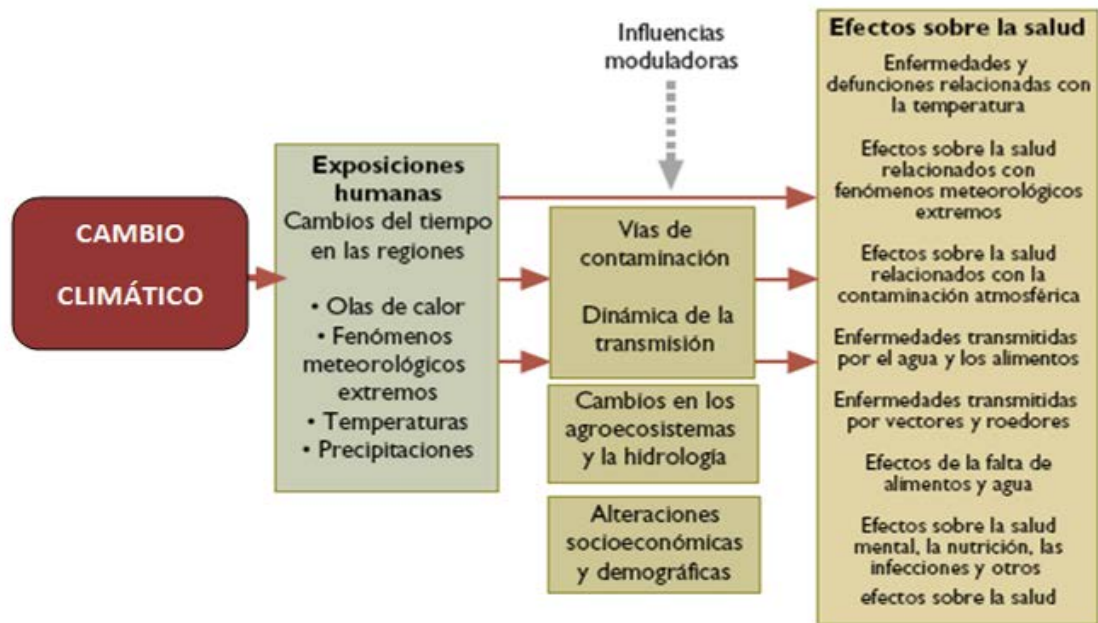 CAMBIO
CLIMÁTICO
Exposiciones
humanas
Cambios del tiempo
en las regiones
• Olas de calor
• Fenómenos
meteorológicos
extremos
• Temperaturas
• Precipitaciones
Influencias
moduladoras
Vías de
contaminación
Dinámica de la
transmisión
Cambios en los
agroecosistemas
y la hidrología
Alteraciones
socioeconómicas
y demográficas
Efectos sobre la salud
Enfermedades y
defunciones relacionadas con
la temperatura
Efectos sobre la salud
relacionados con
fenómenos meteorológicos
extremos
Efectos sobre la salud
relacionados con la
contaminación atmosférica
Enfermedades transmitidas
por el agua y los alimentos
Enfermedades transmitidas
por vectores y roedores
Efectos de la falta de
alimentos y agua
Efectos sobre la salud
mental, la nutrición, las
infecciones y otros
efectos sobre la salud